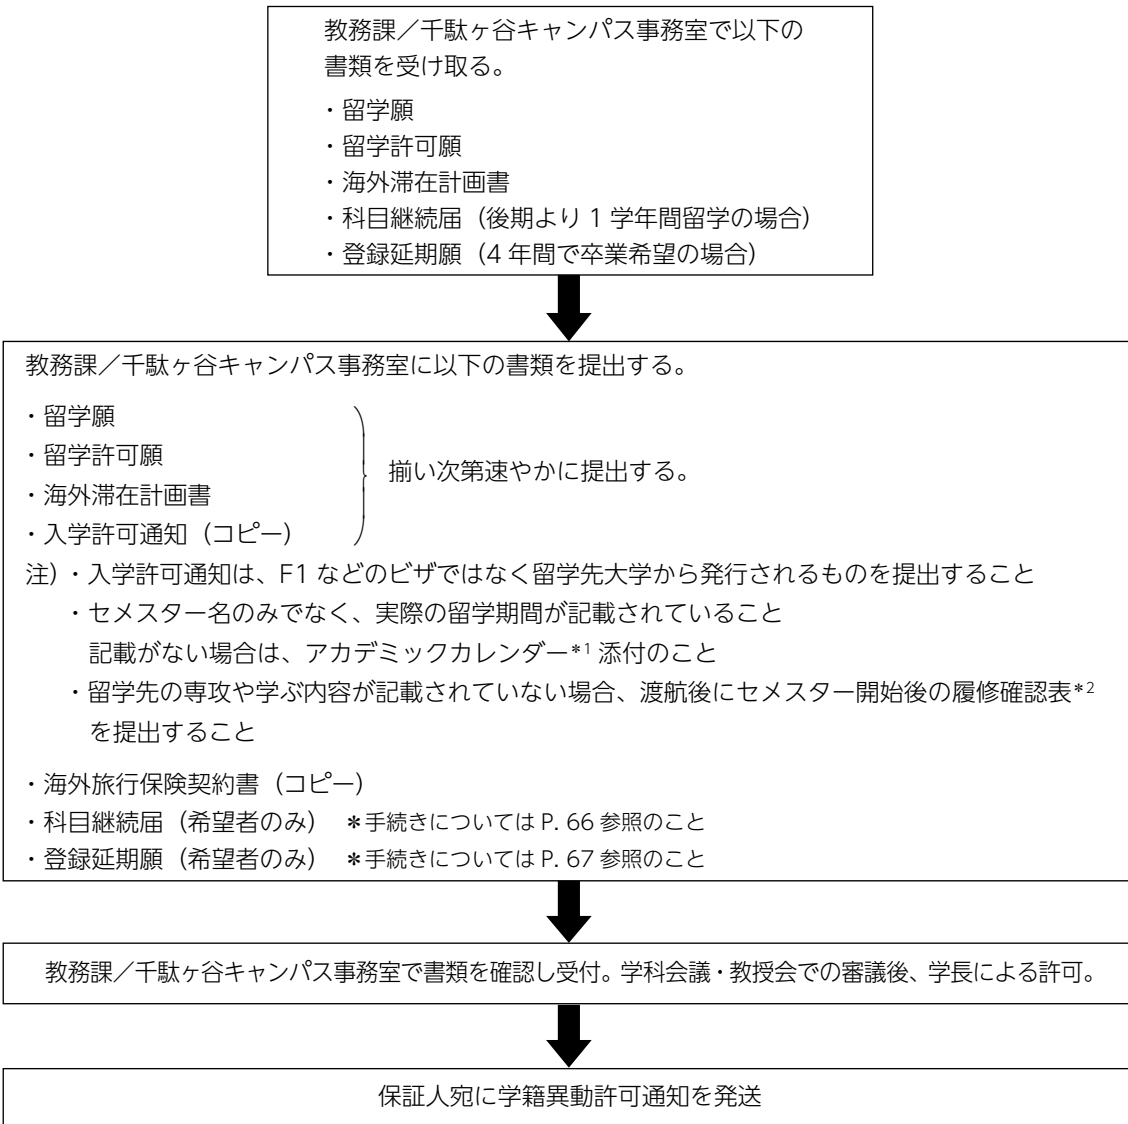 教務課／千駄ヶ谷キャンパス事務室で以下の
書類を受け取る。
・留学願
・留学許可願
・海外滞在計画書
・科目継続届（後期より 1 学年間留学の場合）
・登録延期願（4 年間で卒業希望の場合）
教務課／千駄ヶ谷キャンパス事務室に以下の書類を提出する。
・留学願
・留学許可願
・海外滞在計画書
・入学許可通知（コピー）
揃い次第速やかに提出する。
注）・入学許可通知は、F1 などのビザではなく留学先大学から発行されるものを提出すること
・セメスター名のみでなく、実際の留学期間が記載されていること
記載がない場合は、アカデミックカレンダー*1 添付のこと
・留学先の専攻や学ぶ内容が記載されていない場合、渡航後にセメスター開始後の履修確認表*2
を提出すること
・海外旅行保険契約書（コピー）
・科目継続届（希望者のみ） *手続きについては P. 66 参照のこと
・登録延期願（希望者のみ） *手続きについては P. 67 参照のこと
教務課／千駄ヶ谷キャンパス事務室で書類を確認し受付。学科会議・教授会での審議後、学長による許可。
保証人宛に学籍異動許可通知を発送